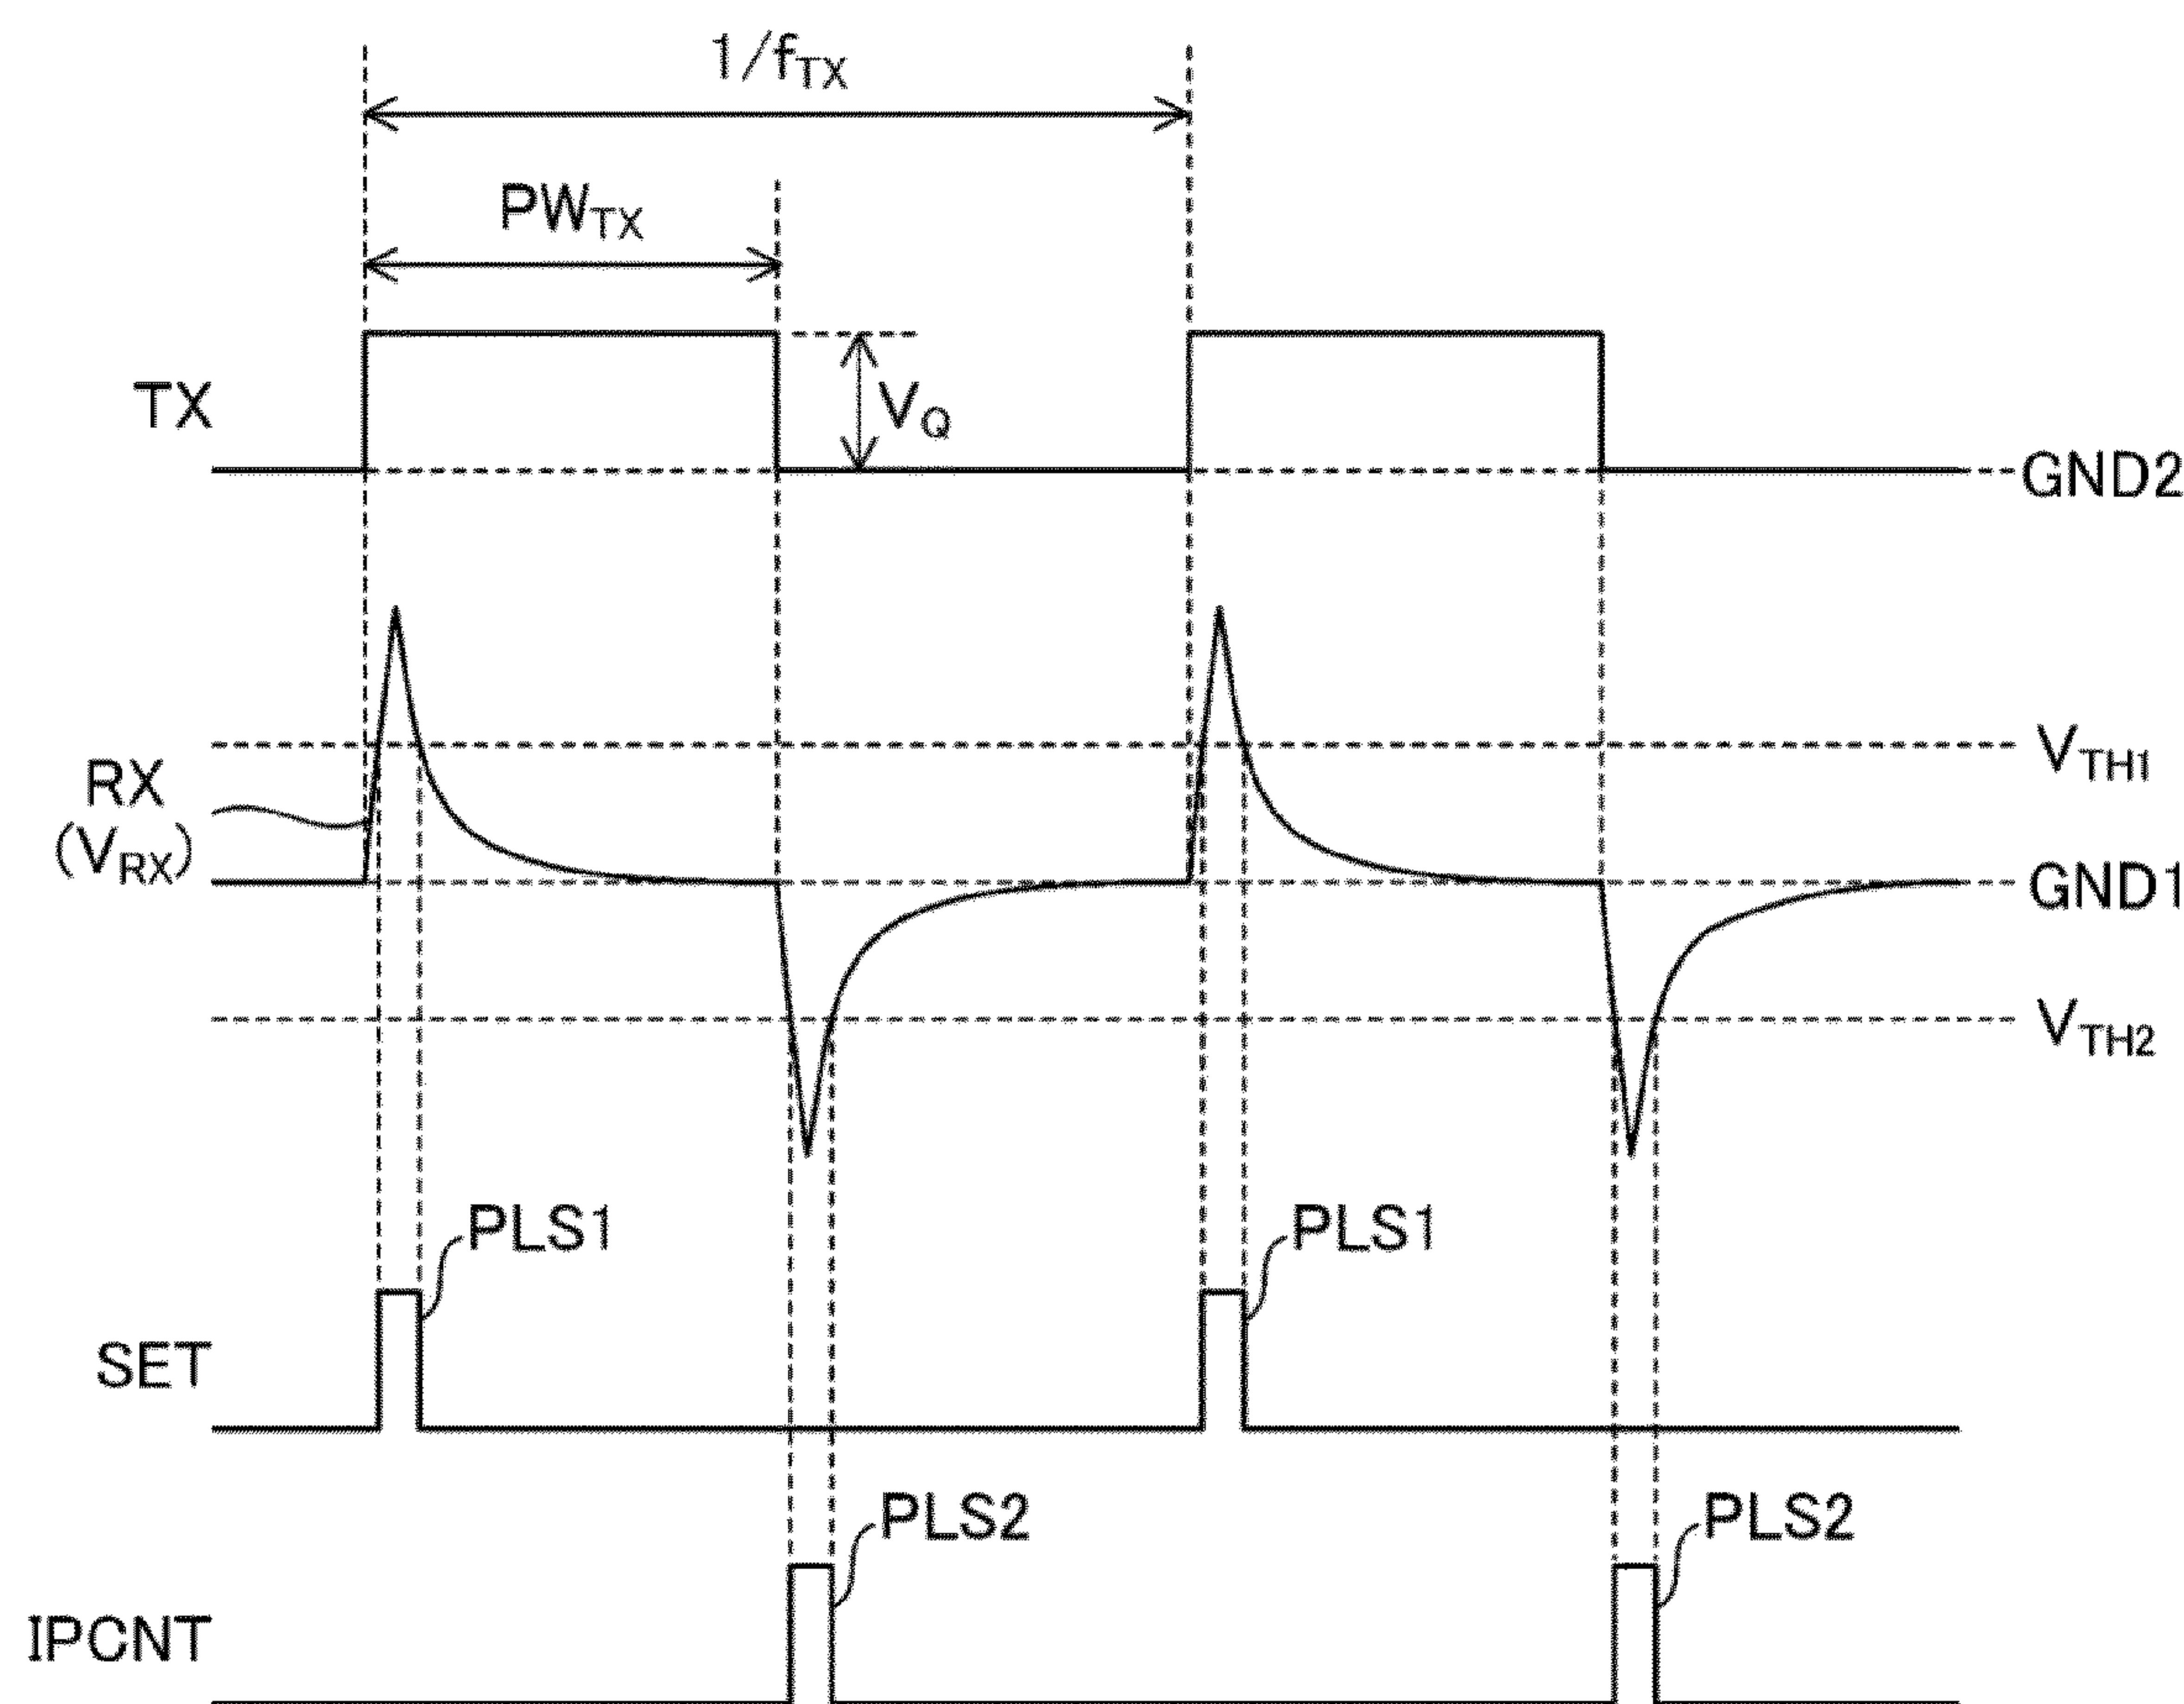 1/fTX
PWTX
TX
VQ
GND2
VTH1
RX
(VRX)
GND1
VTH2
PLS1
PLS1
SET
PLS2
PLS2
IPCNT